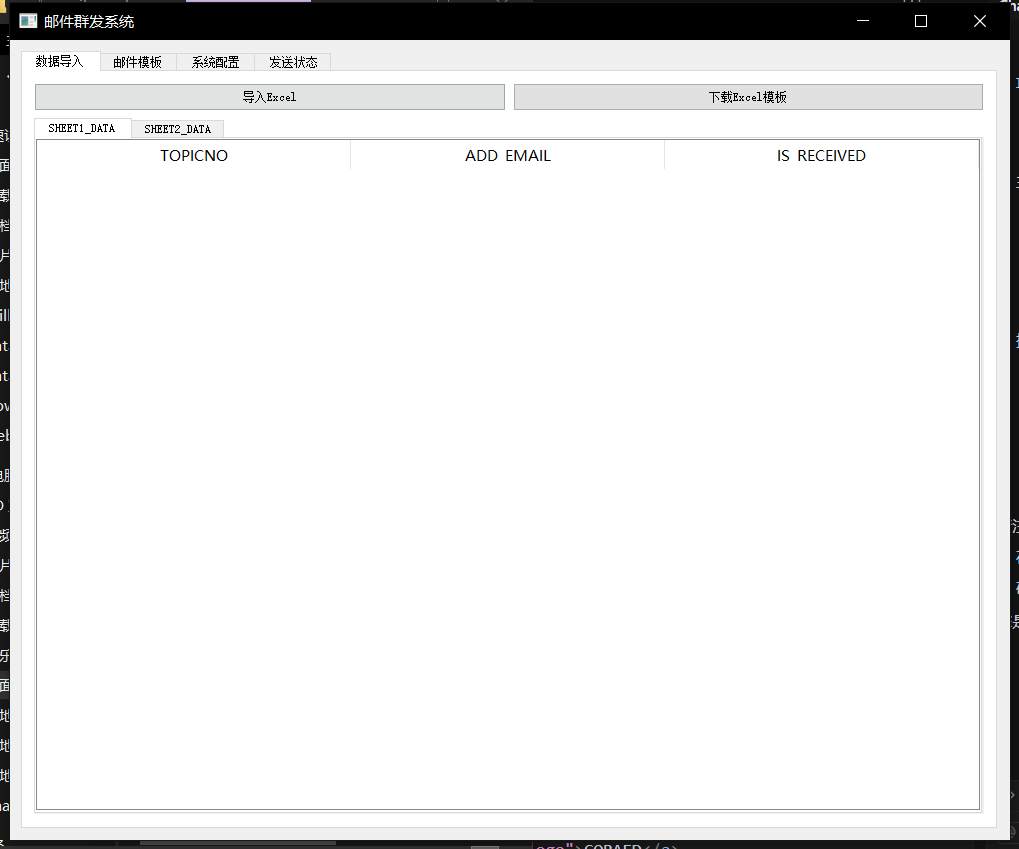 邮件群发系统
数据导入 邮件模板 系统配置 发送状态
导入Excel 下载Excel模板
SHEET1_DATA SHEET2_DATA
TOPICNO ADD EMAIL IS RECEIVED